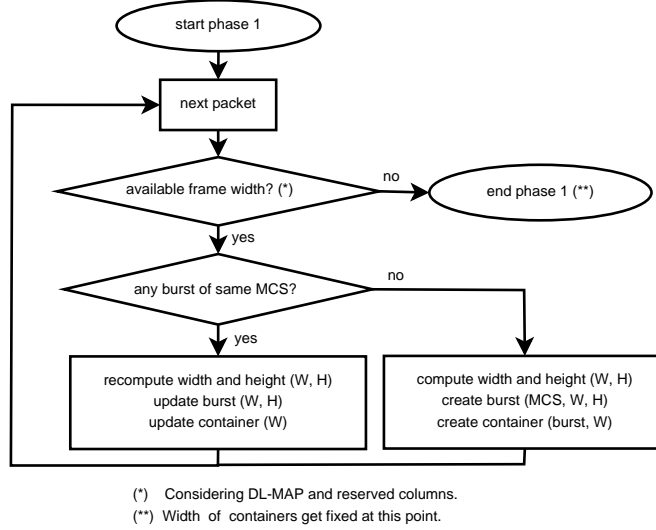 start phase 1
next packet
available frame width? (*)
no
end phase 1 (**)
yes
any burst of same MCS?
no
yes
recompute width and height (W, H)
update burst (W, H)
update container (W)
compute width and height (W, H)
create burst (MCS, W, H)
create container (burst, W)
(*) Considering DL-MAP and reserved columns.
(**) Width of containers get fixed at this point.